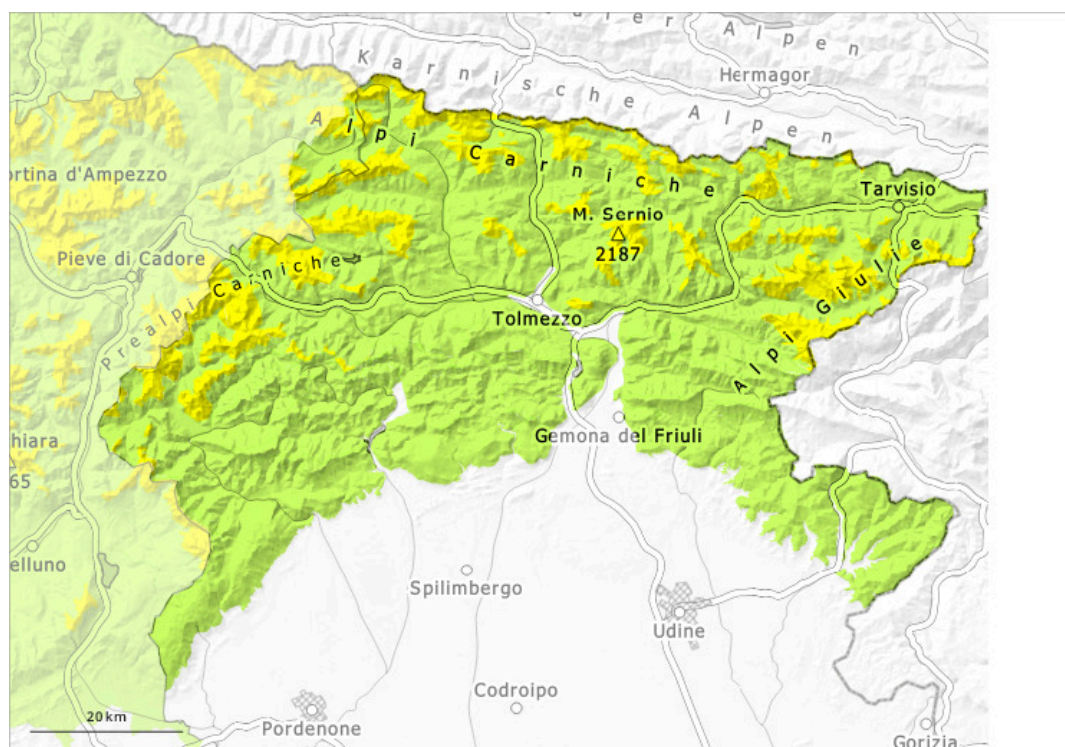 Alpen
Karnische Alpen
Hermagor
Alpi Carniche
ortina d'Ampezzo
Tarvisio
M. Sernio
2187
Pieve di Cadore
Prealpi Carniche
Alpi Giulie
Tolmezzo
Gemona del Friuli
hiara
65
elluno
Spilimbergo
Udine
Codroipo
20 km
Pordenone
Gorizia